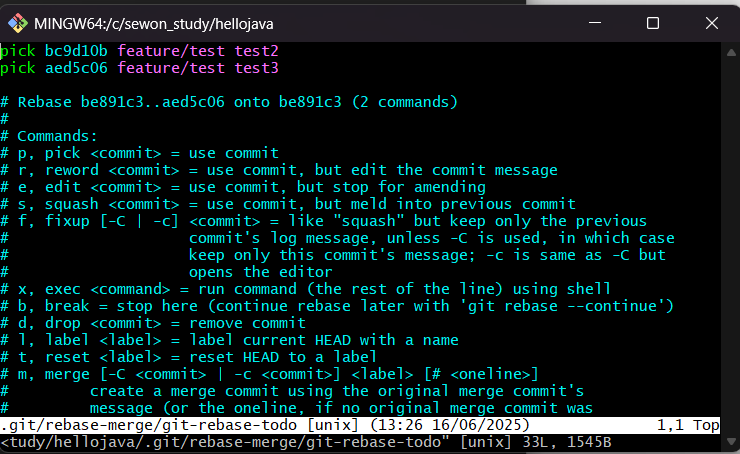 MINGW64:/c/sewon_study/hellojava
pick bc9d10b feature/test test2
pick aed5c06 feature/test test3
# Rebase be891c3..aed5c06 onto be891c3 (2 commands)
#
# Commands:
# p, pick <commit> = use commit
# r, reword <commit> = use commit, but edit the commit message
# e, edit <commit> = use commit, but stop for amending
# s, squash <commit> = use commit, but meld into previous commit
# f, fixup [-C | -c] <commit> = like "squash" but keep only the previous
#                    commit's log message, unless -C is used, in which case
#                    keep only this commit's message; -c is same as -C but
#                    opens the editor
# x, exec <command> = run command (the rest of the line) using shell
# b, break = stop here (continue rebase later with 'git rebase --continue')
# d, drop <commit> = remove commit
# l, label <label> = label current HEAD with a name
# t, reset <label> = reset HEAD to a label
# m, merge [-C <commit> | -c <commit>] <label> [# <oneline>]
#         create a merge commit using the original merge commit's
#         message (or the oneline, if no original merge commit was
.git/rebase-merge/git-rebase-todo [unix] (13:26 16/06/2025) 1,1 Top
<tudy/hellojava/.git/rebase-merge/git-rebase-todo" [unix] 33L, 1545B